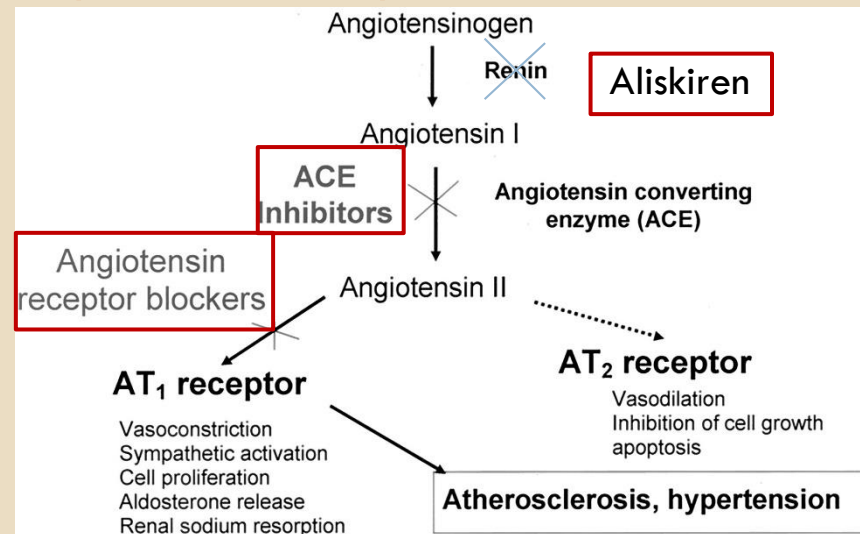 Angiotensinogen
Renin
Aliskiren
Angiotensin I
ACE
Inhibitors
Angiotensin converting
enzyme (ACE)
Angiotensin
receptor blockers
Angiotensin II
AT₁ receptor
Vasoconstriction
Sympathetic activation
Cell proliferation
Aldosterone release
Renal sodium resorption
AT₂ receptor
Vasodilation
Inhibition of cell growth
apoptosis
Atherosclerosis, hypertension